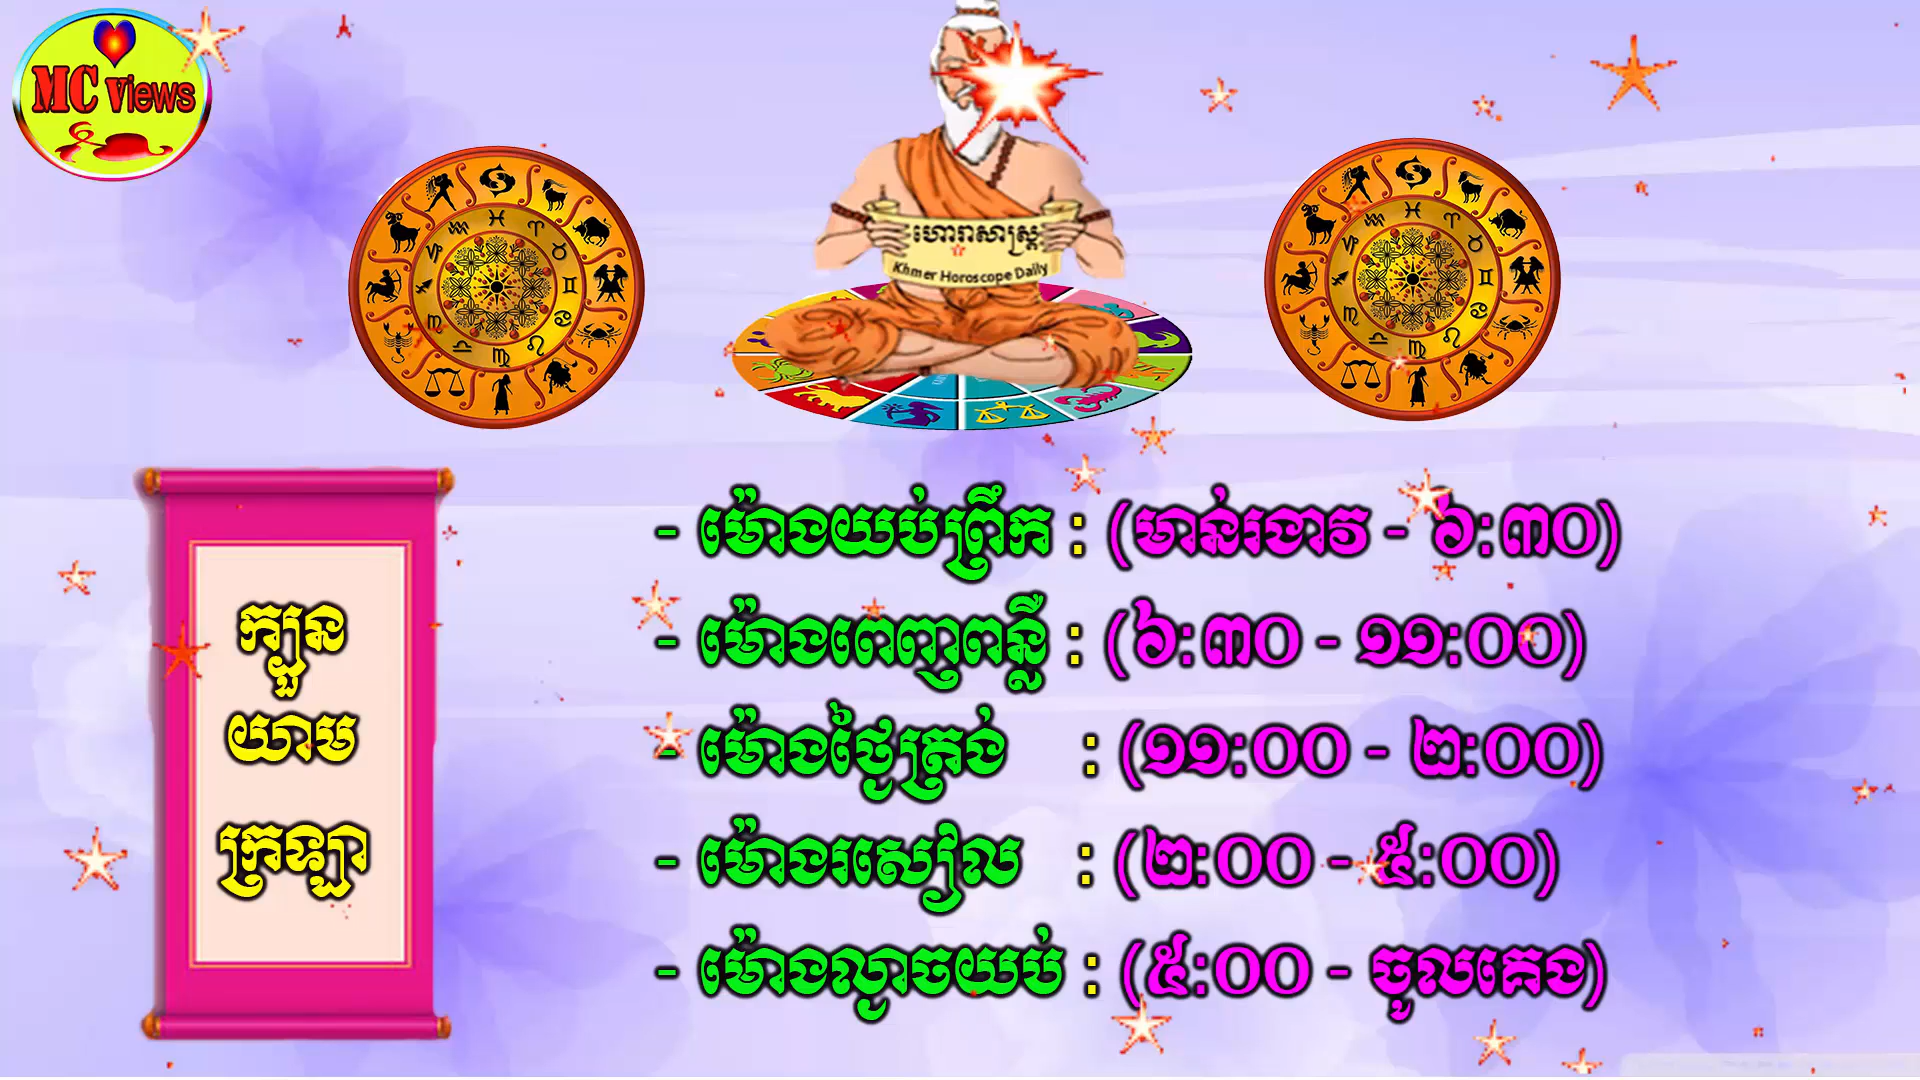 MC Views
ហោរាសាស្ត្រ
Khmer Horoscope Daily
ក្បួន
យាម
ក្រឡា
- ម៉ោងយប់ព្រឹក : (មាន់រងាវ - ៦:៣០)
- ម៉ោងពេញពន្លឺ : (៦:៣០ - ១១:០០)
- ម៉ោងថ្ងៃត្រង់ : (១១:០០ - ២:០០)
- ម៉ោងរសៀល : (២:០០ - ៥:០០)
- ម៉ោងល្ងាចយប់ : (៥:០០ - ចូលគេង)